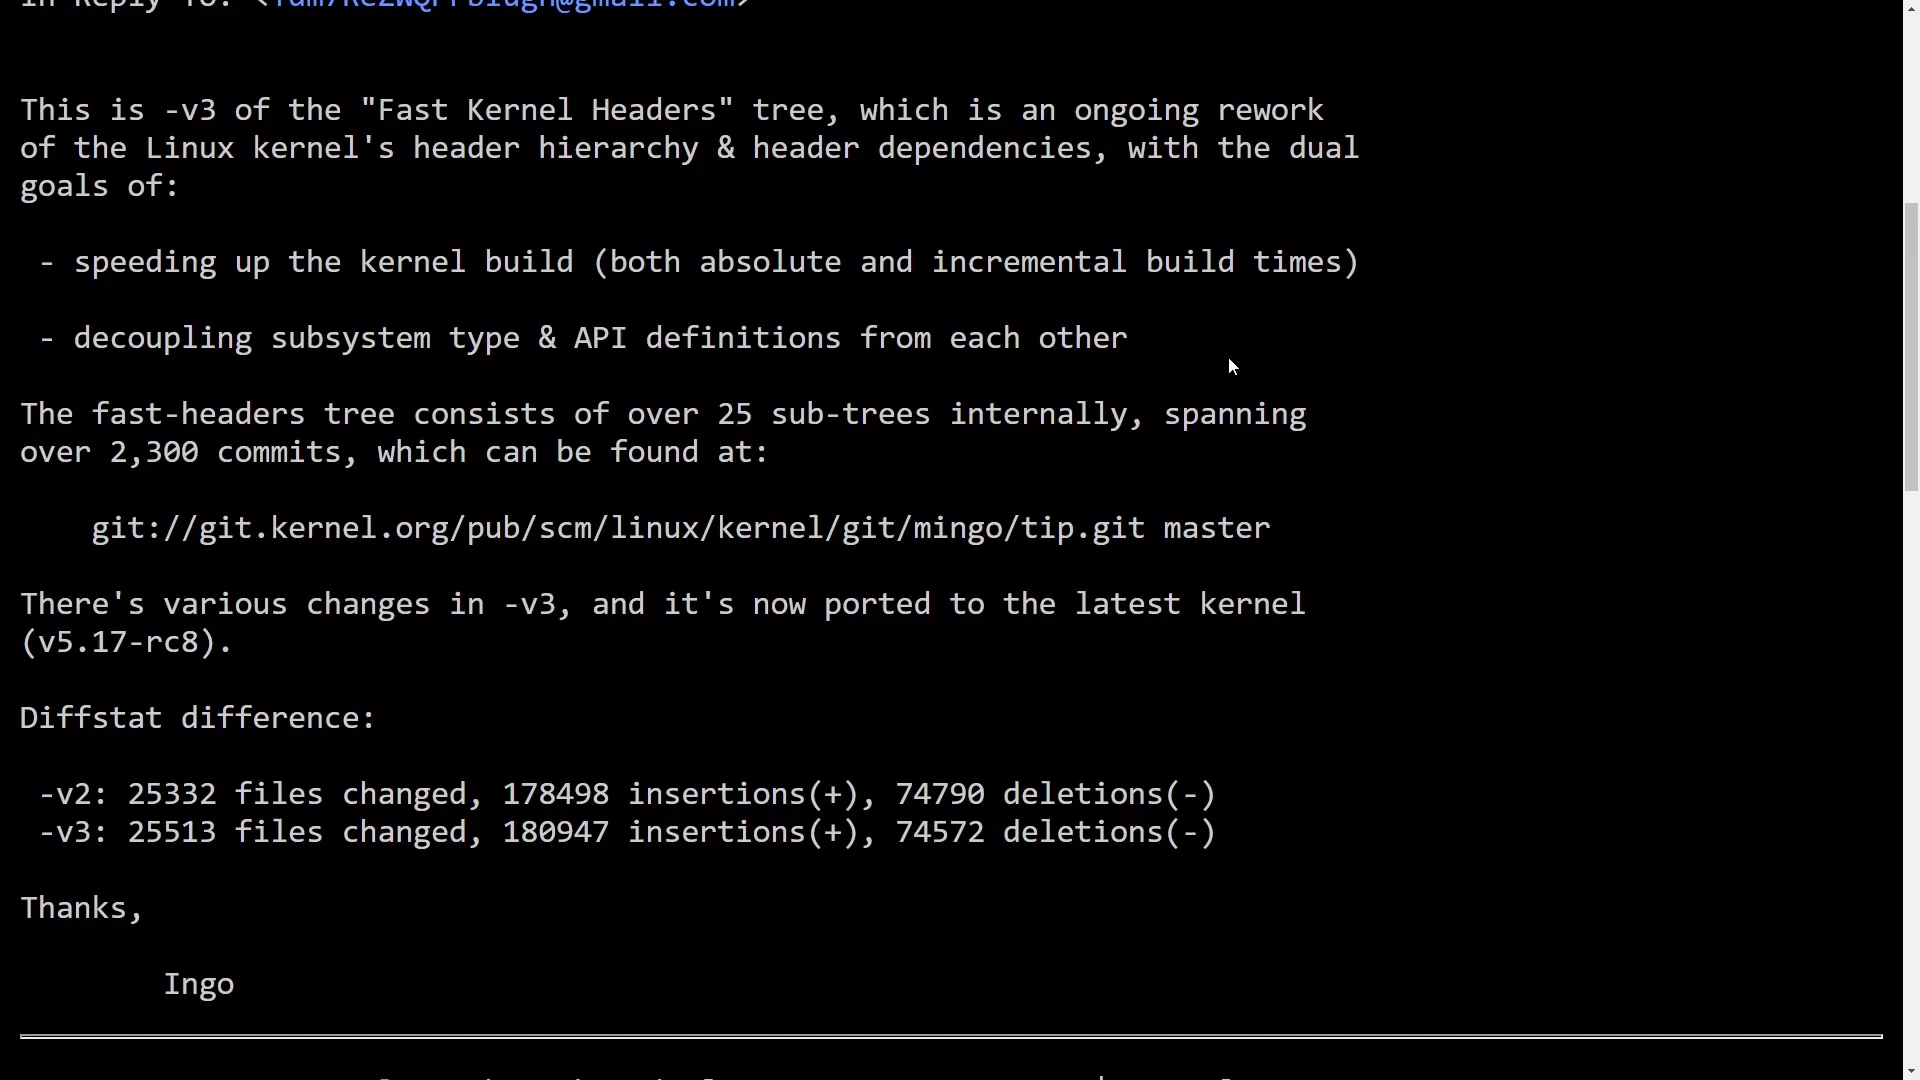 This is -v3 of the "Fast Kernel Headers" tree, which is an ongoing rework
of the Linux kernel's header hierarchy & header dependencies, with the dual
goals of:
- speeding up the kernel build (both absolute and incremental build times)
- decoupling subsystem type & API definitions from each other
The fast-headers tree consists of over 25 sub-trees internally, spanning
over 2,300 commits, which can be found at:
git://git.kernel.org/pub/scm/linux/kernel/git/mingo/tip.git master
There's various changes in -v3, and it's now ported to the latest kernel
(v5.17-rc8).
Diffstat difference:
-v2: 25332 files changed, 178498 insertions(+), 74790 deletions(-)
-v3: 25513 files changed, 180947 insertions(+), 74572 deletions(-)
Thanks,
Ingo